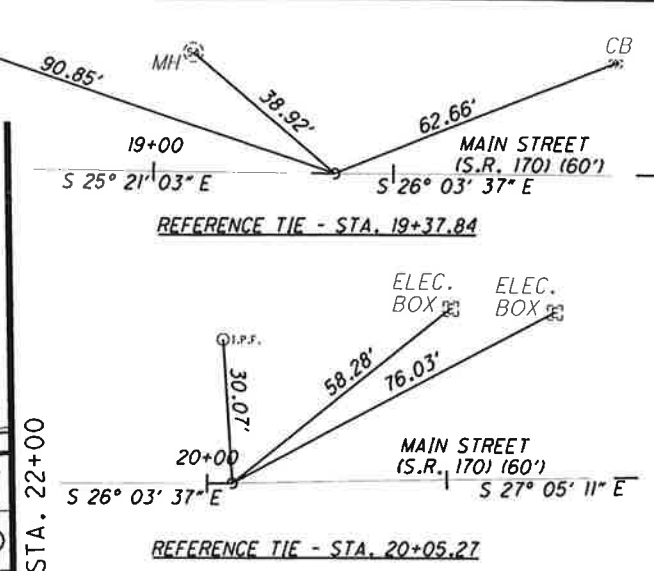 CB
MH
SA
90.85'
38.92'
62.66'
19+00
MAIN STREET
(S.R. 170) (60')
S 25° 21' 03" E
S 26° 03' 37" E
REFERENCE TIE - STA. 19+37.84
ELEC.
BOX
E
ELEC.
BOX
E
I.P.F.
30.07'
58.28'
76.03'
20+00
MAIN STREET
(S.R. 170) (60')
S 26° 03' 37" E
S 27° 05' 11" E
REFERENCE TIE - STA. 20+05.27
STA. 22+00